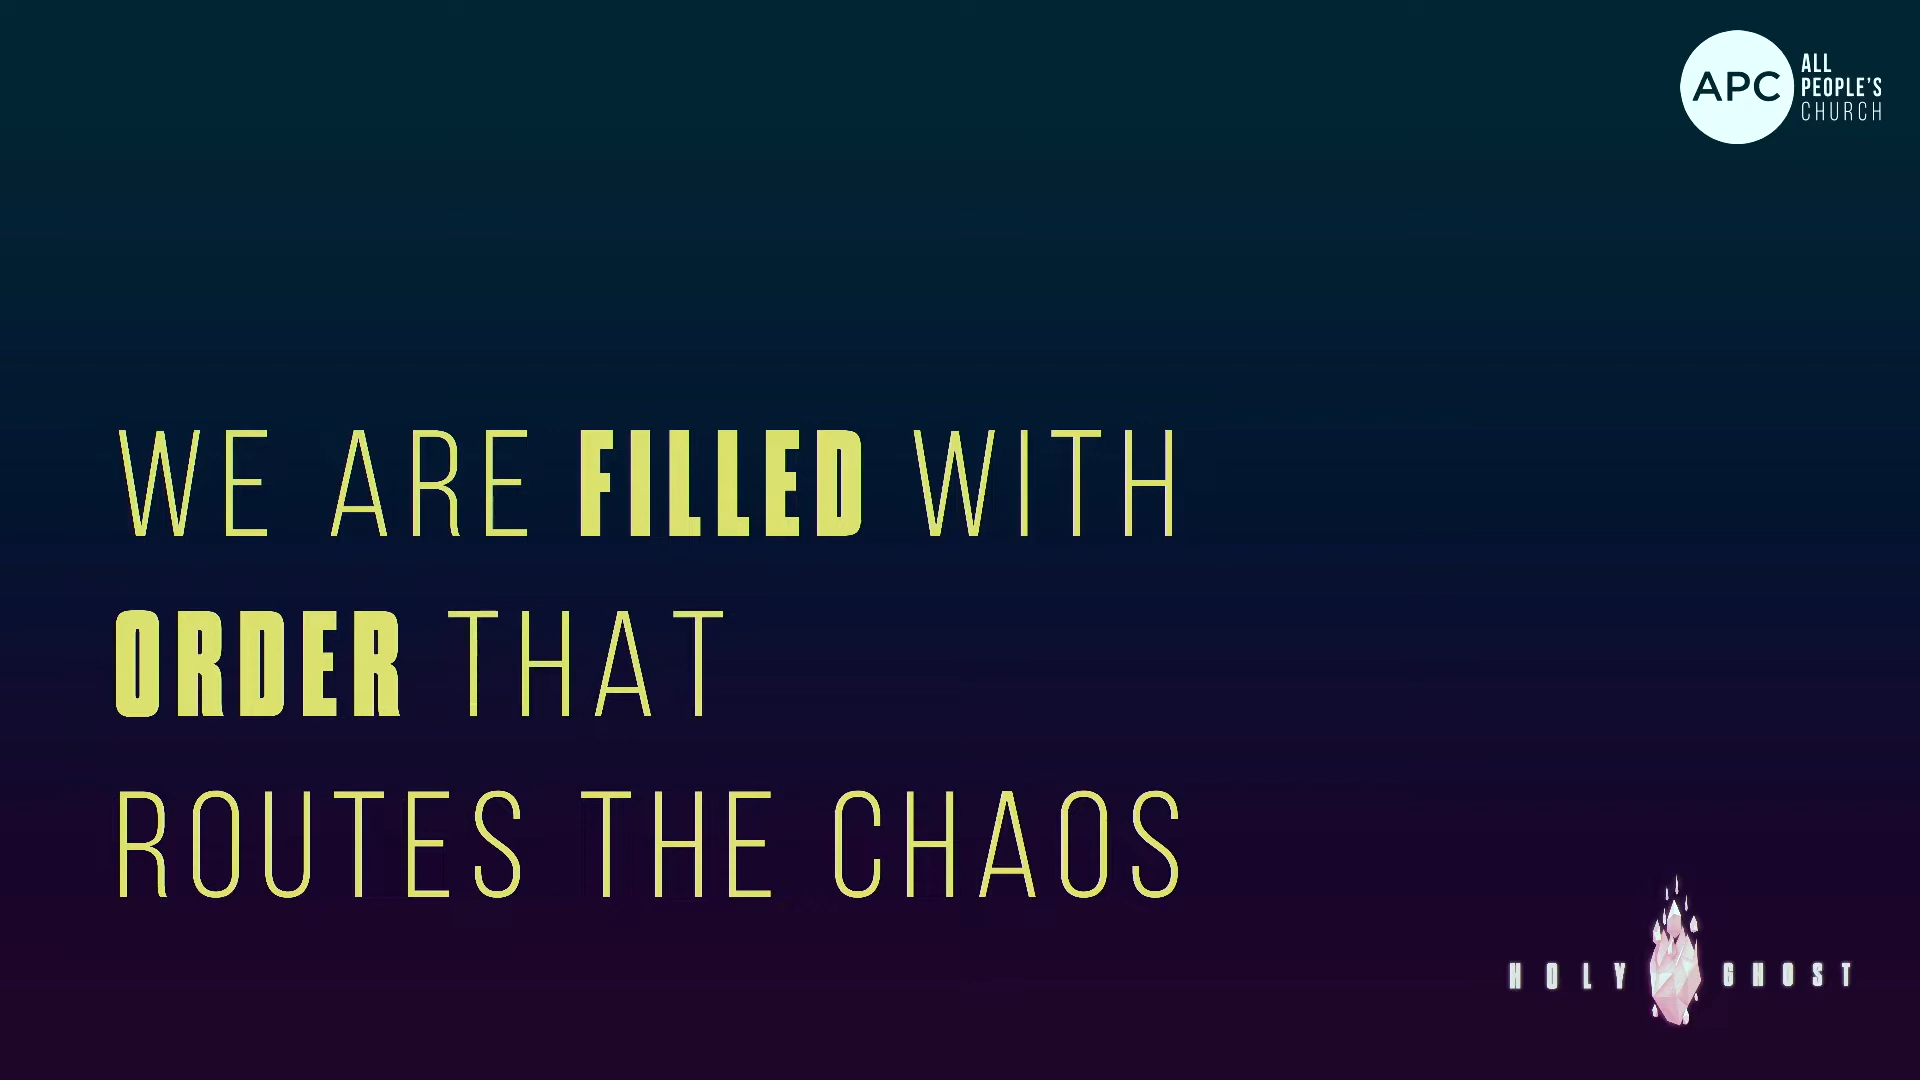 APC
ALL
PEOPLE'S
CHURCH
WE ARE FILLED WITH
ORDER THAT
ROUTES THE CHAOS
HOLY GHOST